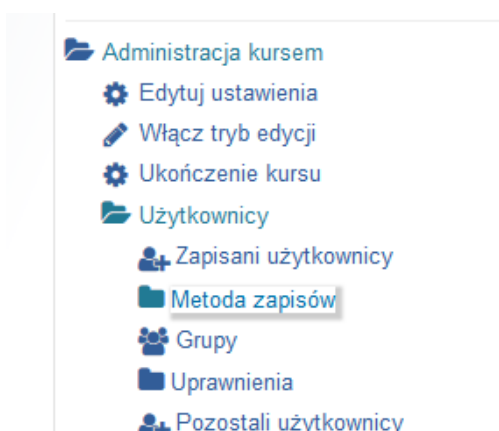 Administracja kursem
Edytuj ustawienia
Włącz tryb edycji
Ukończenie kursu
Użytkownicy
Zapisani użytkownicy
Metoda zapisów
Grupy
Uprawnienia
Pozostali użytkownicy